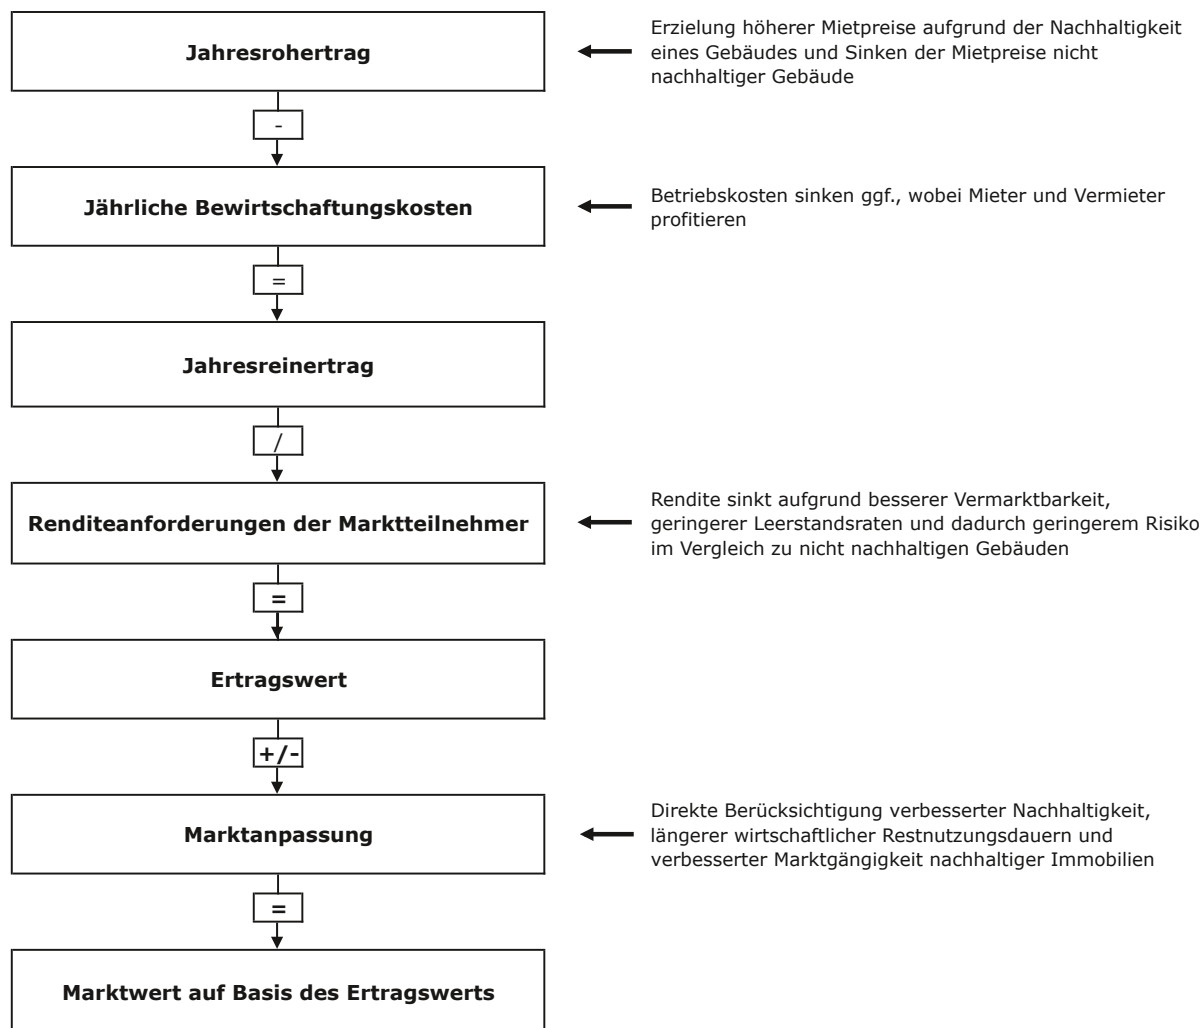 Jahresrohertrag
Erzielung höherer Mietpreise aufgrund der Nachhaltigkeit
eines Gebäudes und Sinken der Mietpreise nicht
nachhaltiger Gebäude
-
Jährliche Bewirtschaftungskosten
Betriebskosten sinken ggf., wobei Mieter und Vermieter
profitieren
=
Jahresreinertrag
/
Renditeanforderungen der Marktteilnehmer
Rendite sinkt aufgrund besserer Vermarktbarkeit,
geringerer Leerstandsraten und dadurch geringerem Risiko
im Vergleich zu nicht nachhaltigen Gebäuden
=
Ertragswert
+/-
Marktanpassung
Direkte Berücksichtigung verbesserter Nachhaltigkeit,
längerer wirtschaftlicher Restnutzungsdauern und
verbesserter Marktgängigkeit nachhaltiger Immobilien
=
Marktwert auf Basis des Ertragswerts